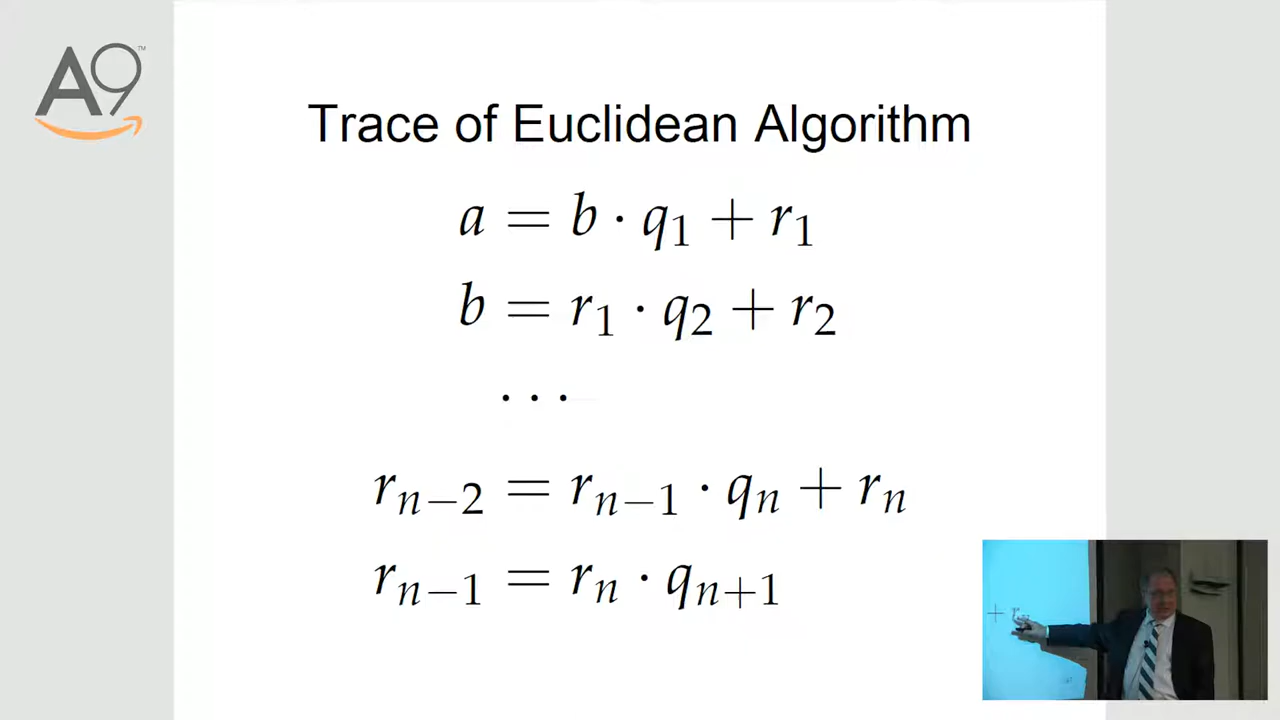 A9™
Trace of Euclidean Algorithm
a = b · q₁ + r₁
b = r₁ · q₂ + r₂
· · ·
rₙ₋₂ = rₙ₋₁ · qₙ + rₙ
rₙ₋₁ = rₙ · qₙ₊₁